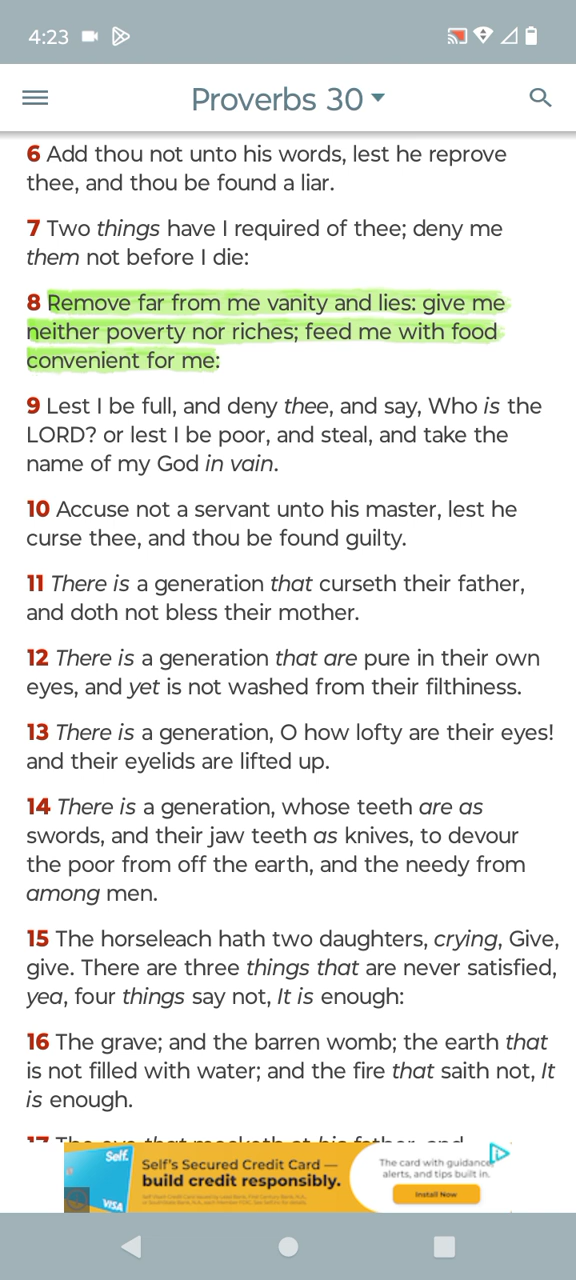 4:23
Proverbs 30
6 Add thou not unto his words, lest he reprove
thee, and thou be found a liar.
7 Two things have I required of thee; deny me
them not before I die:
8 Remove far from me vanity and lies: give me
neither poverty nor riches; feed me with food
convenient for me:
9 Lest I be full, and deny thee, and say, Who is the
LORD? or lest I be poor, and steal, and take the
name of my God in vain.
10 Accuse not a servant unto his master, lest he
curse thee, and thou be found guilty.
11 There is a generation that curseth their father,
and doth not bless their mother.
12 There is a generation that are pure in their own
eyes, and yet is not washed from their filthiness.
13 There is a generation, O how lofty are their eyes!
and their eyelids are lifted up.
14 There is a generation, whose teeth are as
swords, and their jaw teeth as knives, to devour
the poor from off the earth, and the needy from
among men.
15 The horseleach hath two daughters, crying, Give,
give. There are three things that are never satisfied,
yea, four things say not, It is enough:
16 The grave; and the barren womb; the earth that
is not filled with water; and the fire that saith not, It
is enough.
17 The eye that mocketh at his father, and
Self.
VISA
Self's Secured Credit Card —
build credit responsibly.
The card with guidance,
alerts, and tips built in.
Install Now